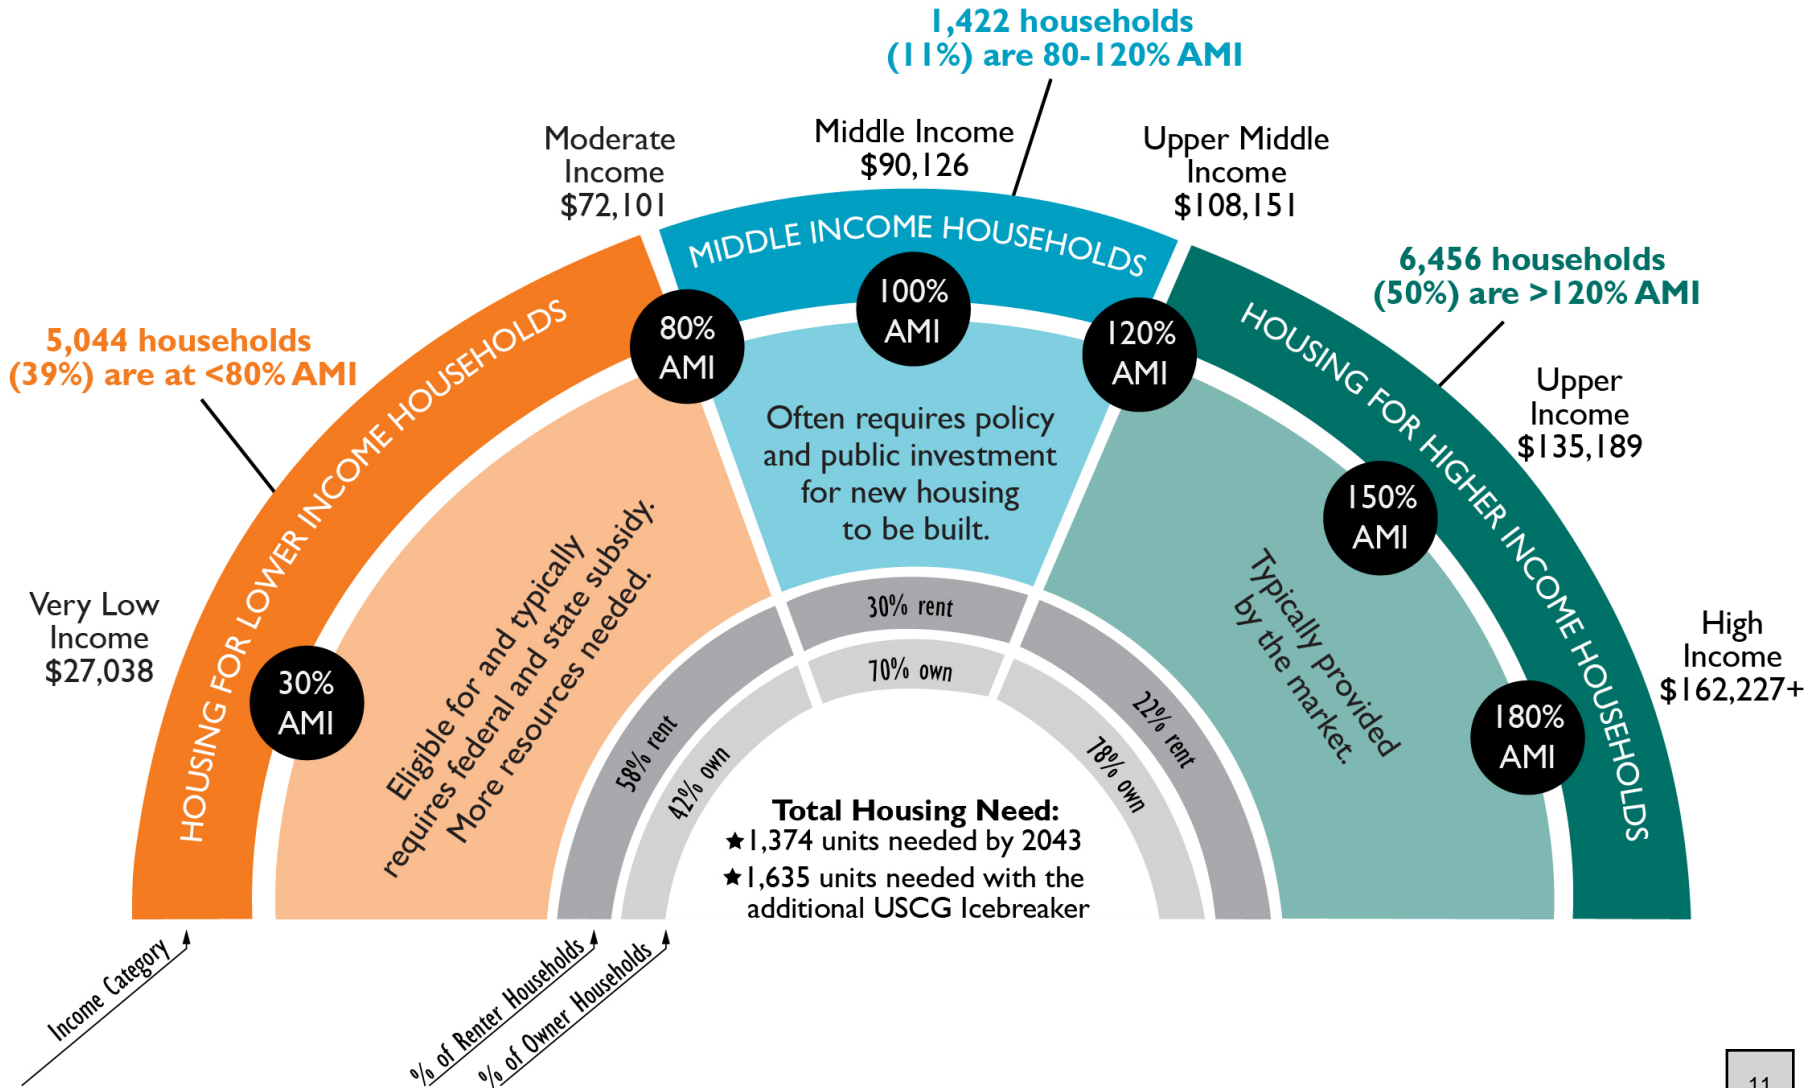 1,422 households
(11%) are 80-120% AMI
Moderate
Income
$72,101
Middle Income
$90,126
Upper Middle
Income
$108,151
5,044 households
(39%) are at <80% AMI
6,456 households
(50%) are >120% AMI
Upper
Income
$135,189
Very Low
Income
$27,038
High
Income
$162,227+
HOUSING FOR LOWER INCOME HOUSEHOLDS
MIDDLE INCOME HOUSEHOLDS
HOUSING FOR HIGHER INCOME HOUSEHOLDS
30%
AMI
80%
AMI
100%
AMI
120%
AMI
150%
AMI
180%
AMI
Eligible for and typically
requires federal and state subsidy.
More resources needed.
Often requires policy
and public investment
for new housing
to be built.
Typically provided
by the market.
58% rent
42% own
30% rent
70% own
22% rent
78% own
Total Housing Need:
★1,374 units needed by 2043
★1,635 units needed with the
additional USCG Icebreaker
Income Category
% of Renter Households
% of Owner Households
11